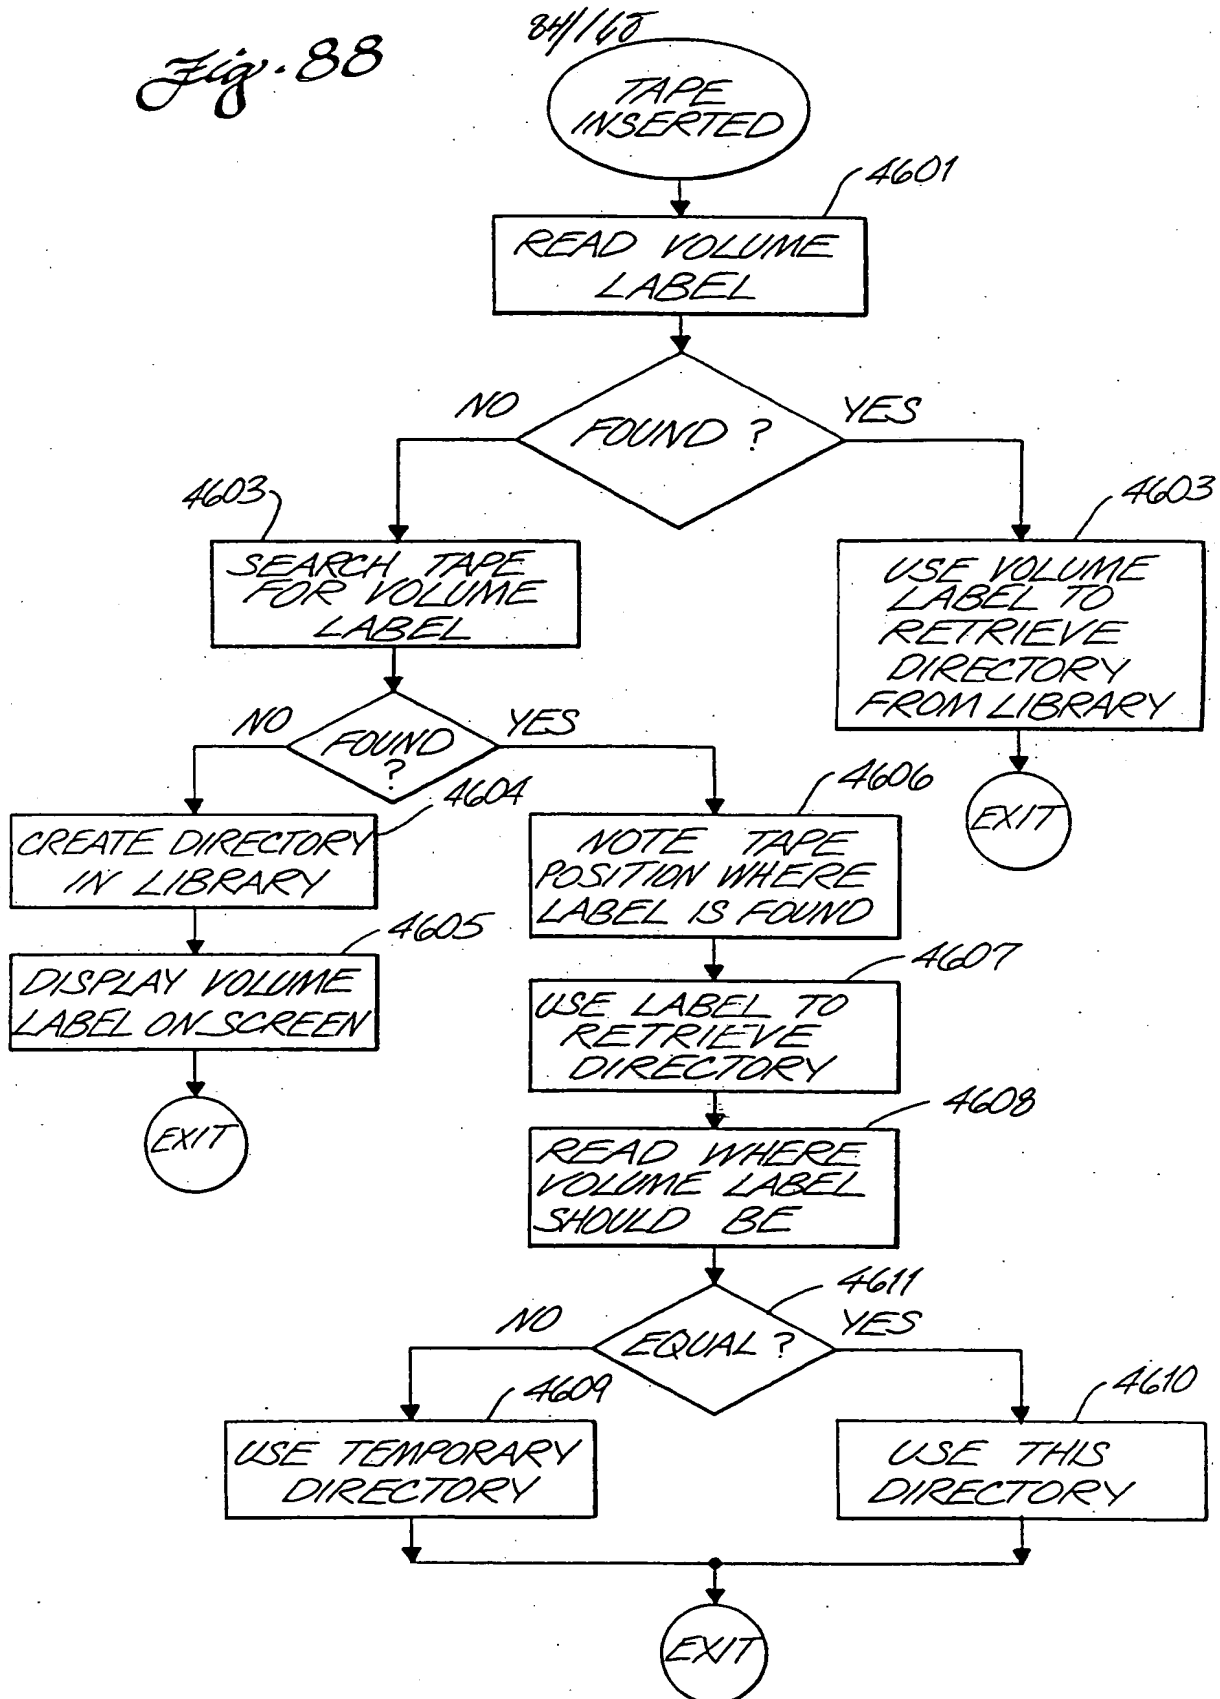 Fig. 88
84/165
TAPE
INSERTED
4601
READ VOLUME
LABEL
NO
FOUND ?
YES
4603
SEARCH TAPE
FOR VOLUME
LABEL
4603
USE VOLUME
LABEL TO
RETRIEVE
DIRECTORY
FROM LIBRARY
EXIT
NO
FOUND
?
YES
4604
CREATE DIRECTORY
IN LIBRARY
4605
DISPLAY VOLUME
LABEL ON SCREEN
EXIT
4606
NOTE TAPE
POSITION WHERE
LABEL IS FOUND
4607
USE LABEL TO
RETRIEVE
DIRECTORY
4608
READ WHERE
VOLUME LABEL
SHOULD BE
4611
NO
EQUAL ?
YES
4609
USE TEMPORARY
DIRECTORY
4610
USE THIS
DIRECTORY
EXIT